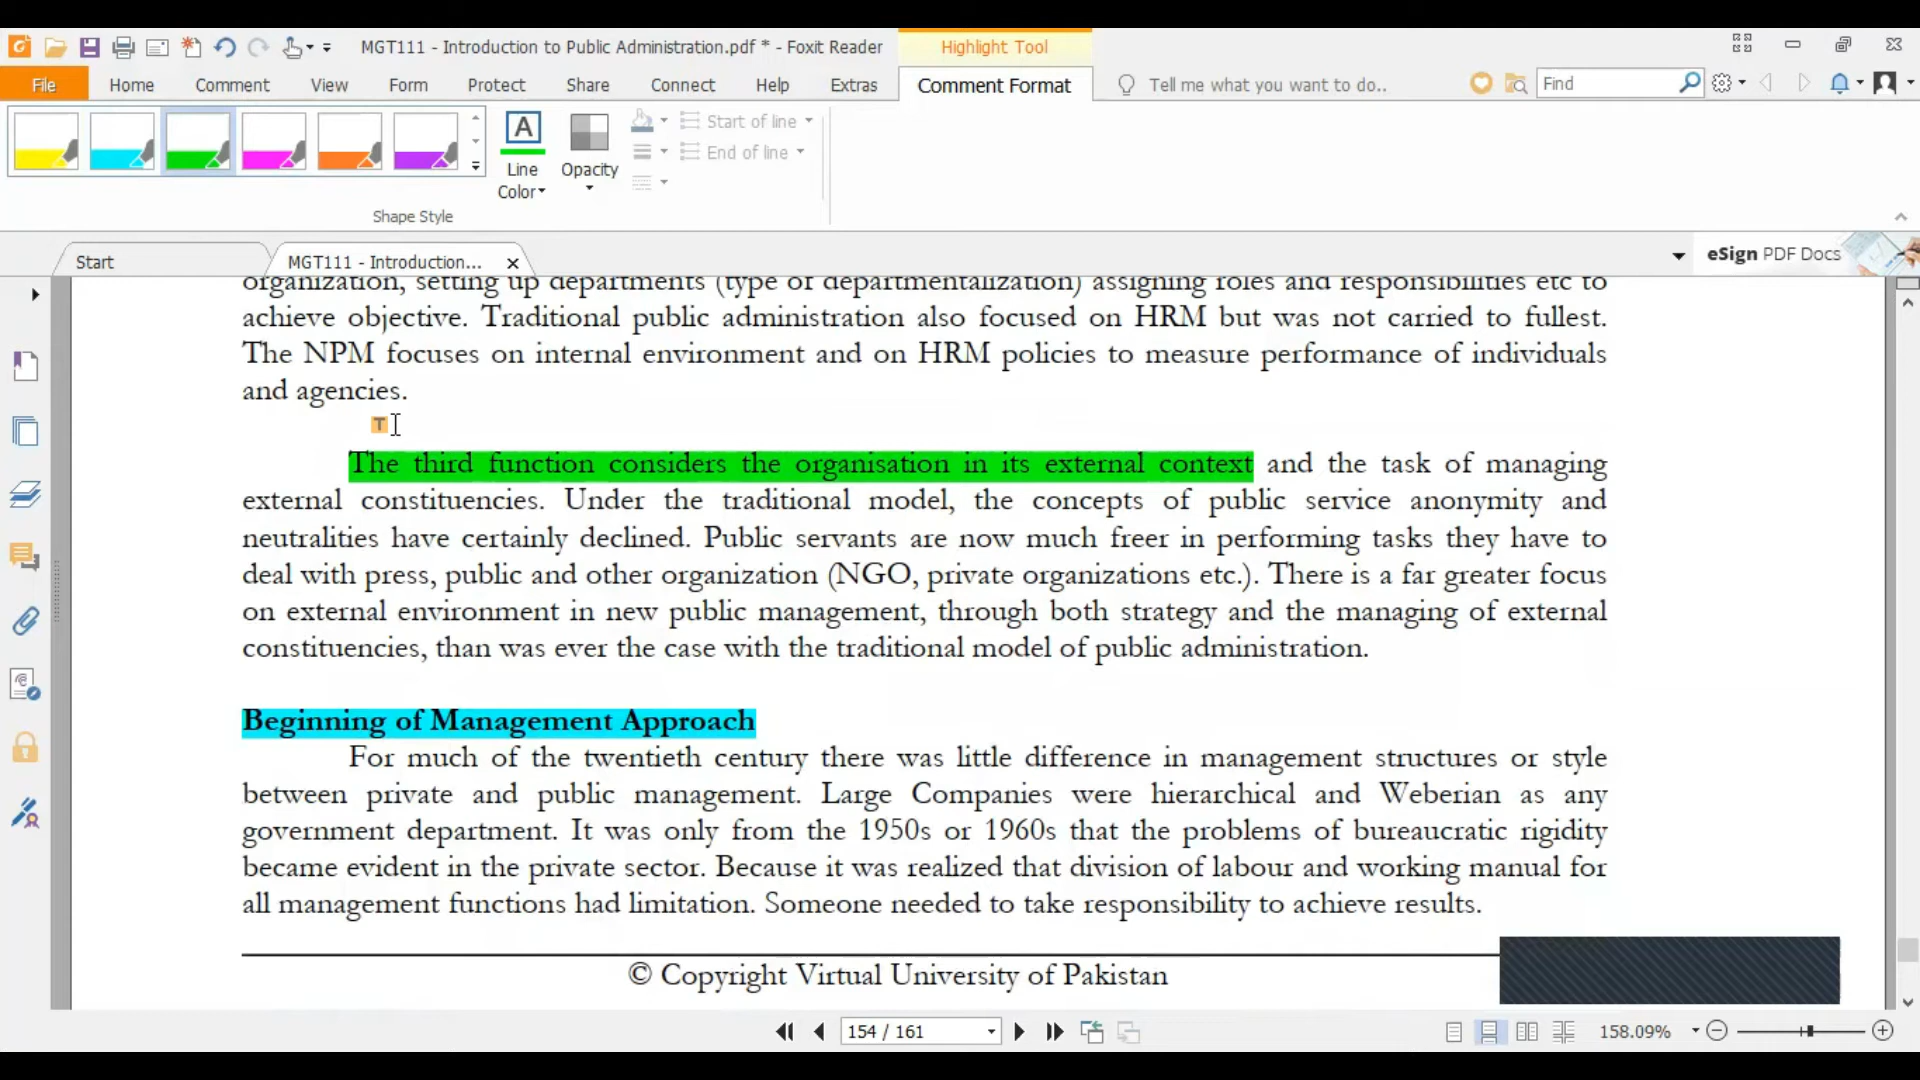 MGT111 - Introduction to Public Administration.pdf * - Foxit Reader
Highlight Tool
File
Home
Comment
View
Form
Protect
Share
Connect
Help
Extras
Comment Format
Tell me what you want to do..
Find
A
Line
Color
Opacity
Start of line
End of line
Shape Style
Start
MGT111 - Introduction...
eSign PDF Docs
organization, setting up departments (type of departmentalization) assigning roles and responsibilities etc to
achieve objective. Traditional public administration also focused on HRM but was not carried to fullest.
The NPM focuses on internal environment and on HRM policies to measure performance of individuals
and agencies.
T
The third function considers the organisation in its external context and the task of managing
external constituencies. Under the traditional model, the concepts of public service anonymity and
neutralities have certainly declined. Public servants are now much freer in performing tasks they have to
deal with press, public and other organization (NGO, private organizations etc.). There is a far greater focus
on external environment in new public management, through both strategy and the managing of external
constituencies, than was ever the case with the traditional model of public administration.
Beginning of Management Approach
For much of the twentieth century there was little difference in management structures or style
between private and public management. Large Companies were hierarchical and Weberian as any
government department. It was only from the 1950s or 1960s that the problems of bureaucratic rigidity
became evident in the private sector. Because it was realized that division of labour and working manual for
all management functions had limitation. Someone needed to take responsibility to achieve results.
© Copyright Virtual University of Pakistan
154 / 161
158.09%